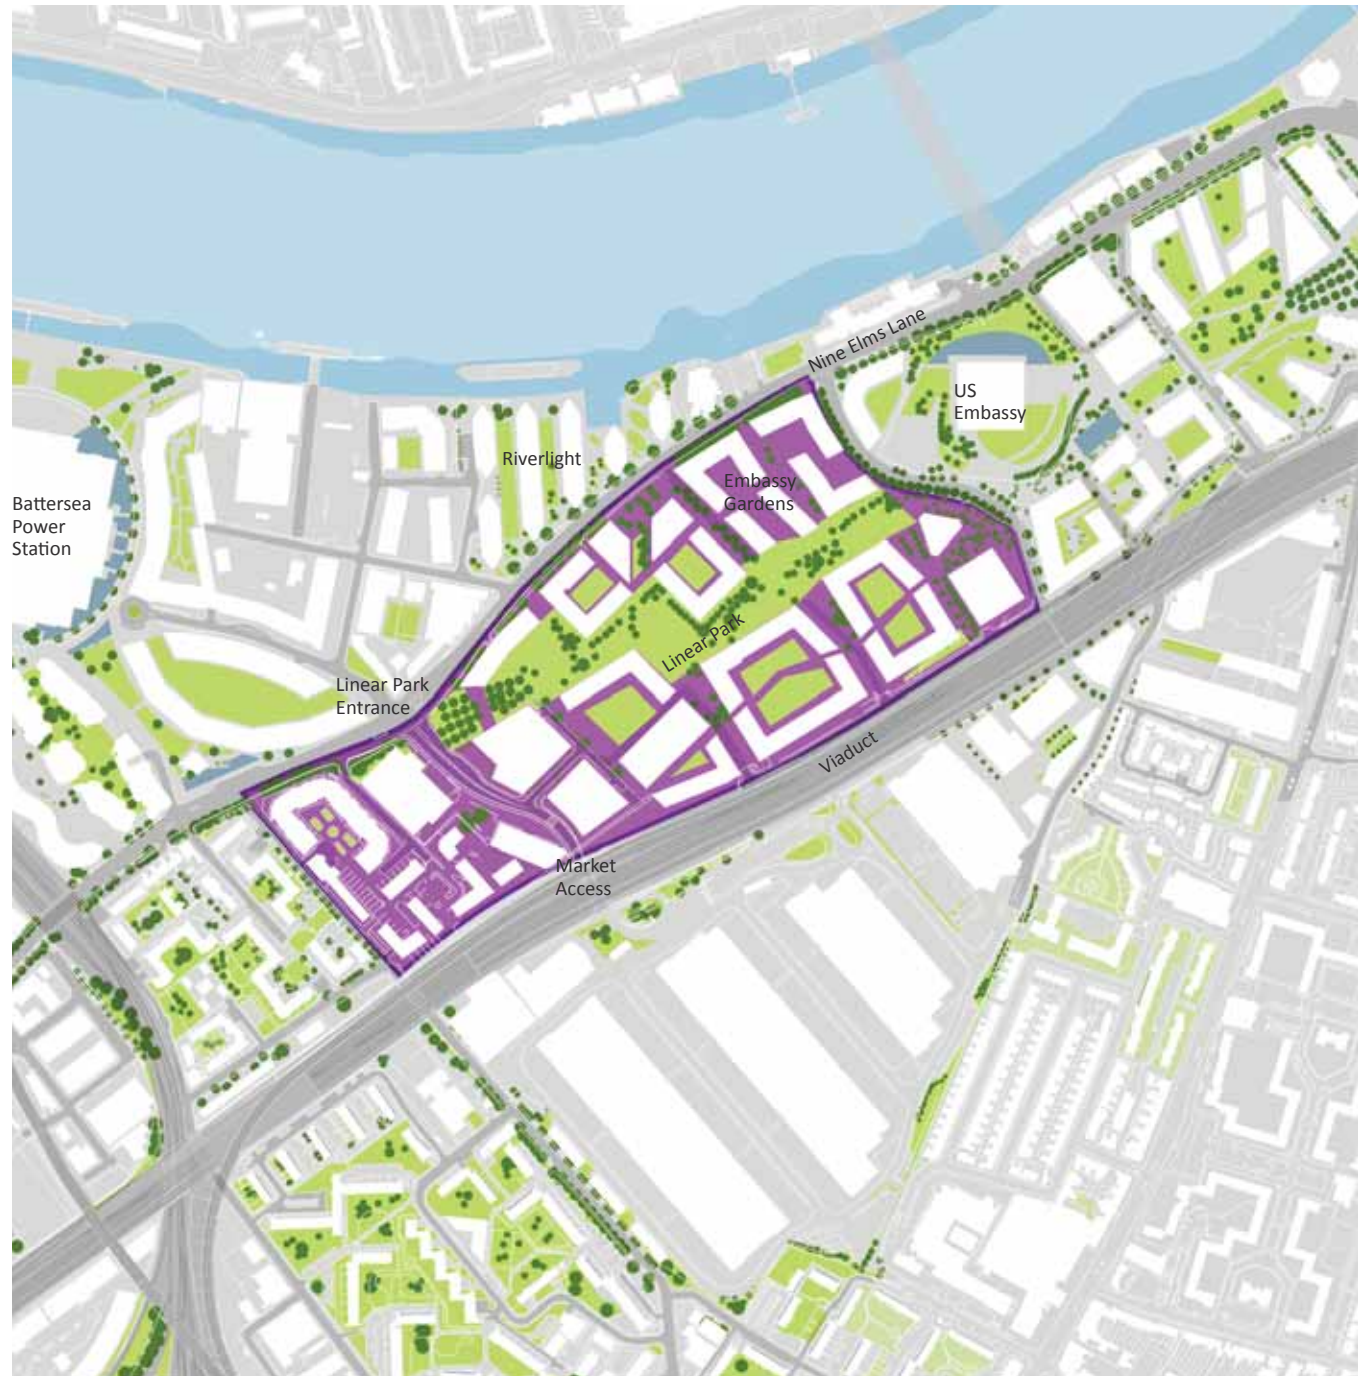 Nine Elms Lane
US
Embassy
Riverlight
Embassy
Gardens
Battersea
Power
Station
Linear Park
Linear Park
Entrance
Viaduct
Market
Access